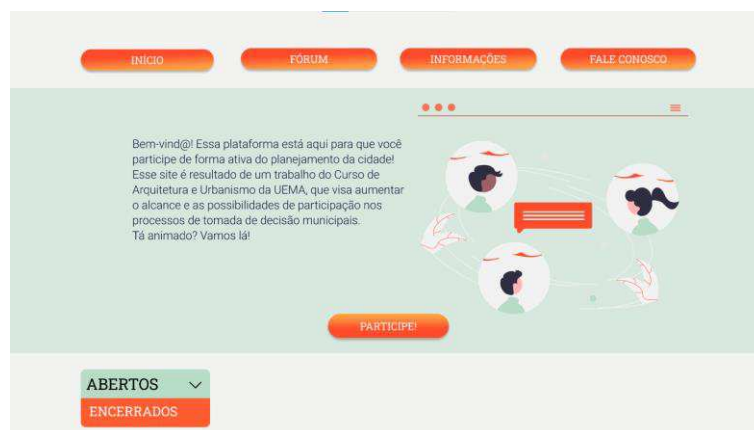 INÍCIO
FÓRUM
INFORMAÇÕES
FALE CONOSCO
Bem-vind@! Essa plataforma está aqui para que você
participe de forma ativa do planejamento da cidade!
Esse site é resultado de um trabalho do Curso de
Arquitetura e Urbanismo da UEMA, que visa aumentar
o alcance e as possibilidades de participação nos
processos de tomada de decisão municipais.
Tá animado? Vamos lá!
PARTICIPE!
ABERTOS
ENCERRADOS